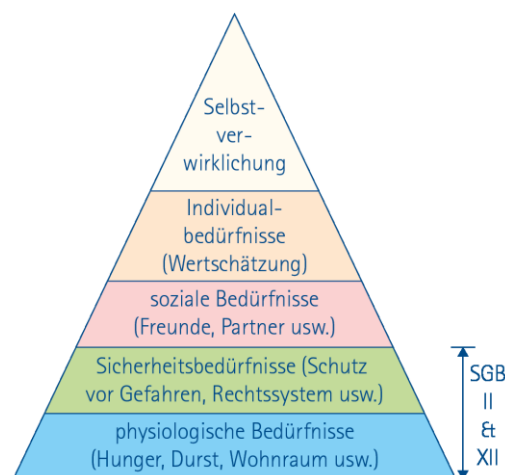 Selbst-
ver-
wirklichung
Individual-
bedürfnisse
(Wertschätzung)
soziale Bedürfnisse
(Freunde, Partner usw.)
Sicherheitsbedürfnisse (Schutz
vor Gefahren, Rechtssystem usw.)
physiologische Bedürfnisse
(Hunger, Durst, Wohnraum usw.)
SGB
II
&
XII